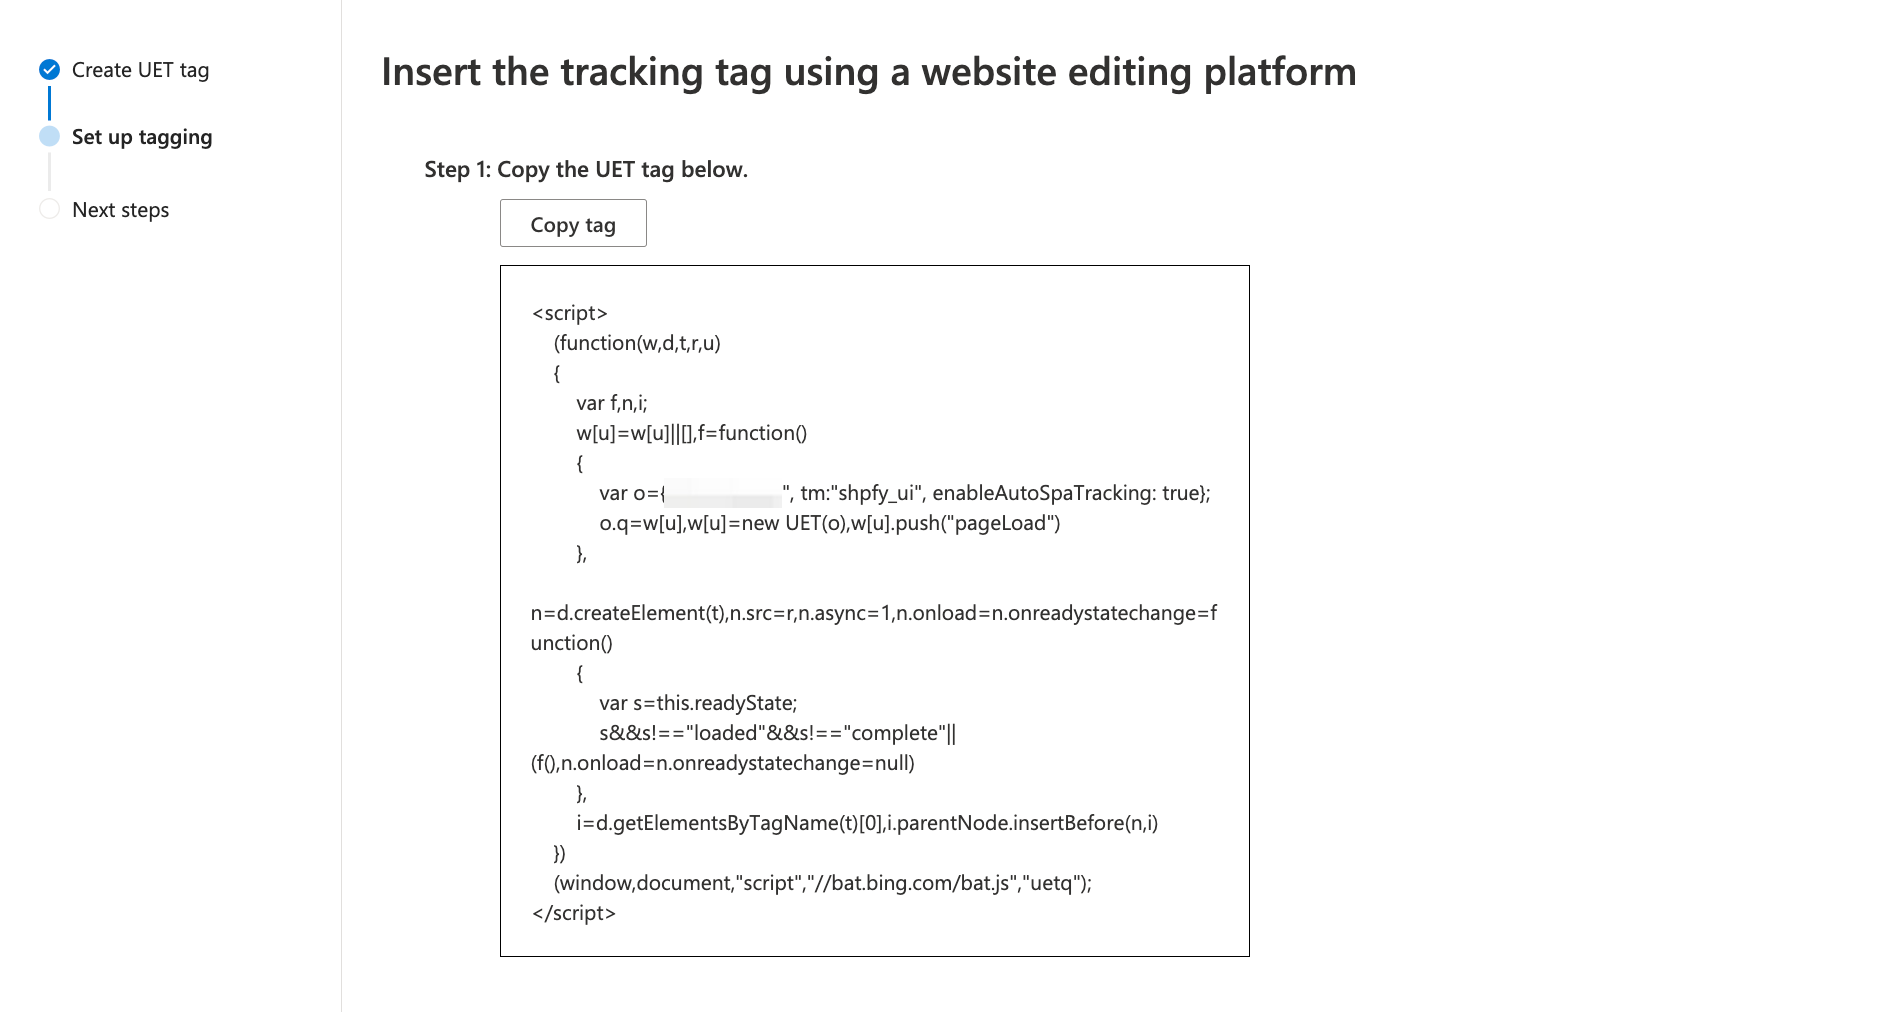 Create UET tag
Set up tagging
Next steps
Insert the tracking tag using a website editing platform
Step 1: Copy the UET tag below.
Copy tag
<script>
(function(w,d,t,r,u)
{
var f,n,i;
w[u]=w[u]||[],f=function()
{
var o={ ", tm:"shpfy_ui", enableAutoSpaTracking: true};
o.q=w[u],w[u]=new UET(o),w[u].push("pageLoad")
},
n=d.createElement(t),n.src=r,n.async=1,n.onload=n.onreadystatechange=f
unction()
{
var s=this.readyState;
s&&s!=="loaded"&&s!=="complete"||
(f(),n.onload=n.onreadystatechange=null)
},
i=d.getElementsByTagName(t)[0],i.parentNode.insertBefore(n,i)
})
(window,document,"script","//bat.bing.com/bat.js","uetq");
</script>